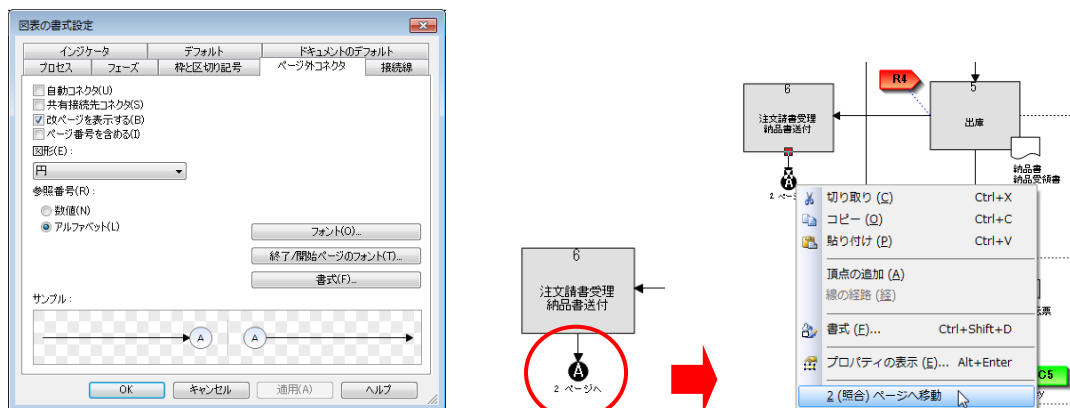 図表の書式設定
インジケータ
デフォルト
ドキュメントのデフォルト
プロセス
フェーズ
枠と区切り記号
ページ外コネクタ
接続線
自動コネクタ(U)
共有接続先コネクタ(S)
改ページを表示する(B)
ページ番号を含める(I)
図形(E):
円
参照番号(R):
数値(N)
アルファベット(L)
フォント(O)...
終了/開始ページのフォント(T)...
書式(F)...
サンプル:
A
A
OK
キャンセル
適用(A)
ヘルプ
6
注文請書受理
納品書送付
A
2 ページへ
R4
6
注文請書受理
納品書送付
5
出庫
納品書
納品受領書
A
2 ペー
切り取り (C)
Ctrl+X
コピー (O)
Ctrl+C
貼り付け (P)
Ctrl+V
頂点の追加 (A)
線の経路 (経)
書式 (F)...
Ctrl+Shift+D
プロパティの表示 (E)...
Alt+Enter
2 (照合) ページへ移動
票
C5
y